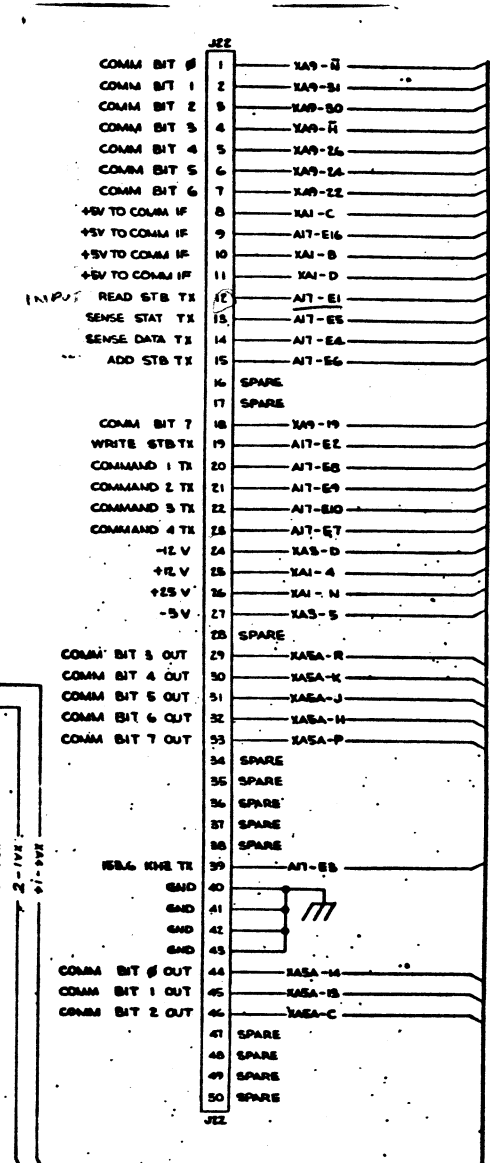 J22
COMM BIT Ø 1 XA9-N̄
COMM BIT 1 2 XA9-31
COMM BIT 2 3 XA9-30
COMM BIT 3 4 XA9-H̄
COMM BIT 4 5 XA9-26
COMM BIT 5 6 XA9-24
COMM BIT 6 7 XA9-22
+5V TO COMM IF 8 XA1-C
+5V TO COMM IF 9 A17-E16
+5V TO COMM IF 10 XA1-B
+5V TO COMM IF 11 XA1-D
INPUT READ STB TX 12 A17-E1
SENSE STAT TX 13 A17-E5
SENSE DATA TX 14 A17-E4
ADD STB TX 15 A17-E6
16 SPARE
17 SPARE
COMM BIT 7 18 XA9-19
WRITE STB TX 19 A17-E2
COMMAND 1 TX 20 A17-E8
COMMAND 2 TX 21 A17-E9
COMMAND 3 TX 22 A17-E10
COMMAND 4 TX 23 A17-E7
-12 V 24 XA3-D
+12 V 25 XA1-4
+25 V 26 XA1-N
-5V 27 XA3-5
28 SPARE
COMM BIT 3 OUT 29 XA5A-R
COMM BIT 4 OUT 30 XA5A-K
COMM BIT 5 OUT 31 XA5A-J
COMM BIT 6 OUT 32 XA5A-H
COMM BIT 7 OUT 33 XA5A-P
34 SPARE
35 SPARE
36 SPARE
37 SPARE
38 SPARE
153.6 KHZ TX 39 A17-E3
GND 40
GND 41
GND 42
GND 43
COMM BIT Ø OUT 44 XA5A-14
COMM BIT 1 OUT 45 XA5A-13
COMM BIT 2 OUT 46 XA5A-C
47 SPARE
48 SPARE
49 SPARE
50 SPARE
J22
XA9-14